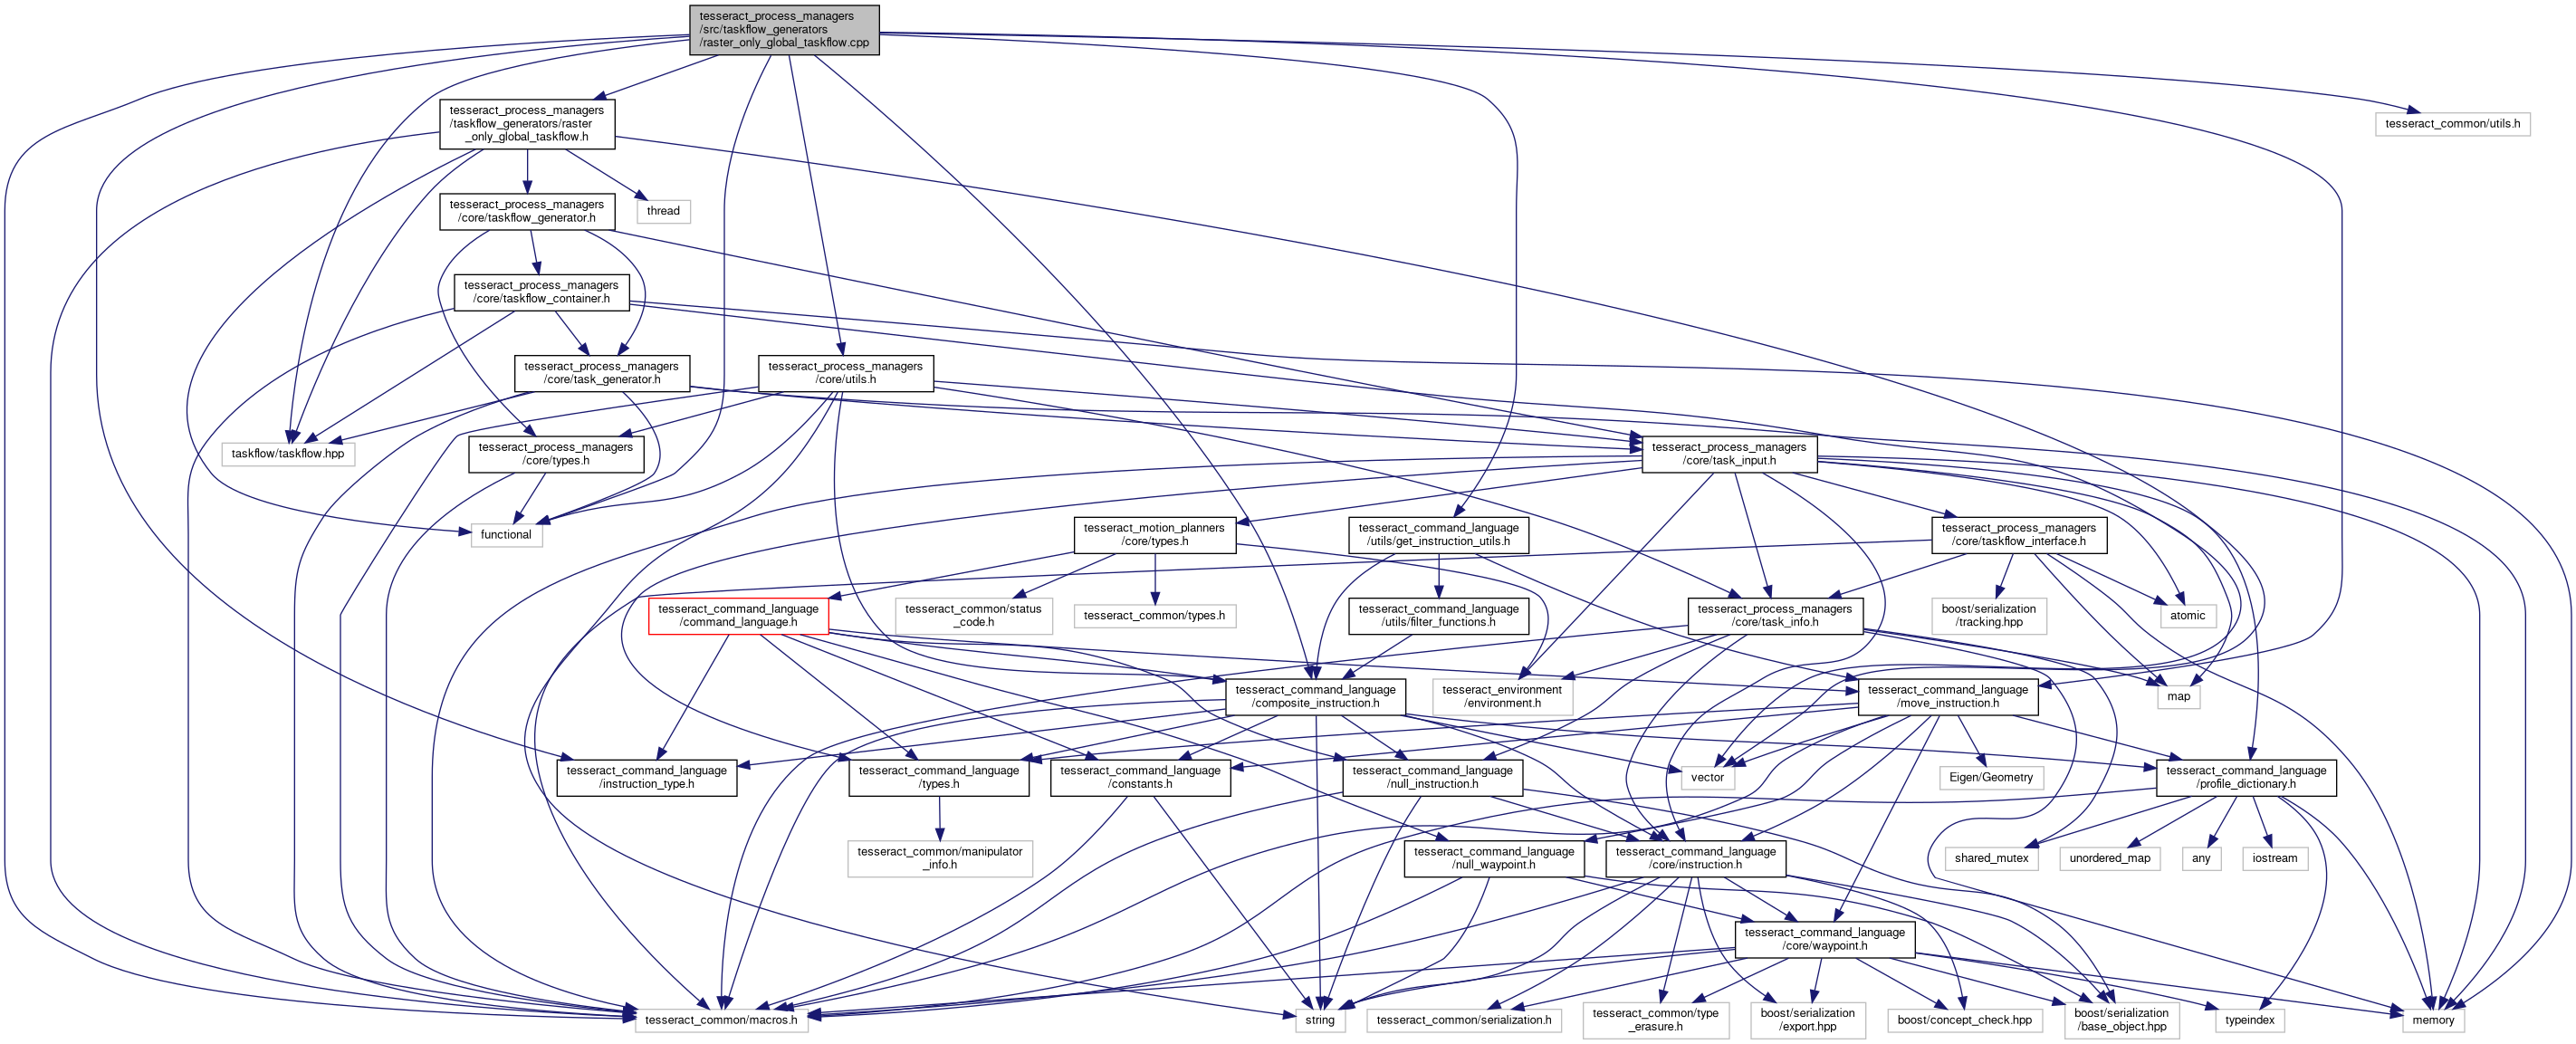 tesseract_process_managers
/src/taskflow_generators
/raster_only_global_taskflow.cpp
tesseract_process_managers
/taskflow_generators/raster
_only_global_taskflow.h
tesseract_common/utils.h
tesseract_process_managers
/core/taskflow_generator.h
thread
tesseract_process_managers
/core/taskflow_container.h
tesseract_process_managers
/core/task_generator.h
tesseract_process_managers
/core/utils.h
taskflow/taskflow.hpp
tesseract_process_managers
/core/types.h
tesseract_process_managers
/core/task_input.h
functional
tesseract_motion_planners
/core/types.h
tesseract_command_language
/utils/get_instruction_utils.h
tesseract_process_managers
/core/taskflow_interface.h
tesseract_command_language
/command_language.h
tesseract_common/status
_code.h
tesseract_common/types.h
tesseract_command_language
/utils/filter_functions.h
tesseract_process_managers
/core/task_info.h
boost/serialization
/tracking.hpp
atomic
tesseract_command_language
/composite_instruction.h
tesseract_environment
/environment.h
tesseract_command_language
/move_instruction.h
map
tesseract_command_language
/instruction_type.h
tesseract_command_language
/types.h
tesseract_command_language
/constants.h
tesseract_command_language
/null_instruction.h
vector
Eigen/Geometry
tesseract_command_language
/profile_dictionary.h
tesseract_common/manipulator
_info.h
tesseract_command_language
/null_waypoint.h
tesseract_command_language
/core/instruction.h
shared_mutex
unordered_map
any
iostream
tesseract_command_language
/core/waypoint.h
tesseract_common/macros.h
string
tesseract_common/serialization.h
tesseract_common/type
_erasure.h
boost/serialization
/export.hpp
boost/concept_check.hpp
boost/serialization
/base_object.hpp
typeindex
memory